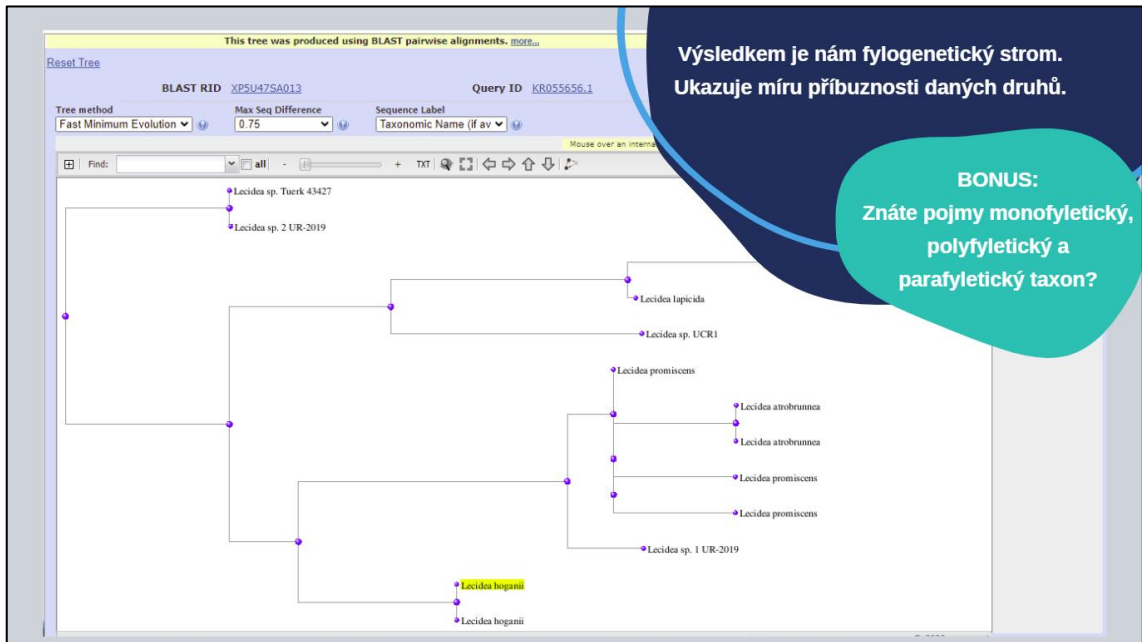 This tree was produced using BLAST pairwise alignments. more...
Reset Tree
BLAST RID XP5U47SA013 Query ID KR055656.1
Tree method Max Seq Difference Sequence Label
Fast Minimum Evolution 0.75 Taxonomic Name (if av
Mouse over an interna
Find: all - + TXT
Výsledkem je nám fylogenetický strom.
Ukazuje míru příbuznosti daných druhů.
BONUS:
Znáte pojmy monofyletický,
polyfyletický a
parafyletický taxon?
Lecidea sp. Tuerk 43427
Lecidea sp. 2 UR-2019
Lecidea lapicida
Lecidea sp. UCR1
Lecidea promiscens
Lecidea atrobrunnea
Lecidea atrobrunnea
Lecidea promiscens
Lecidea promiscens
Lecidea sp. 1 UR-2019
Lecidea hoganii
Lecidea hoganii